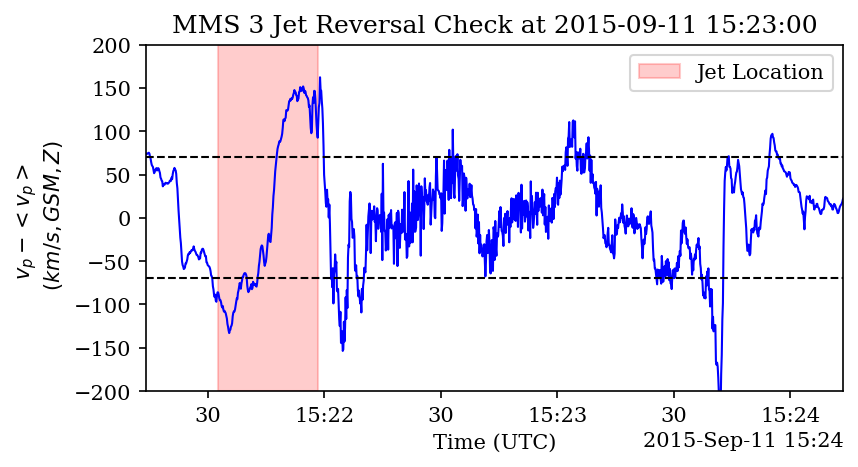 MMS 3 Jet Reversal Check at 2015-09-11 15:23:00
v_p − < v_p >
(km/s, GSM, Z)
200
150
100
50
0
−50
−100
−150
−200
Jet Location
30
15:22
30
15:23
30
15:24
Time (UTC)
2015-Sep-11 15:24